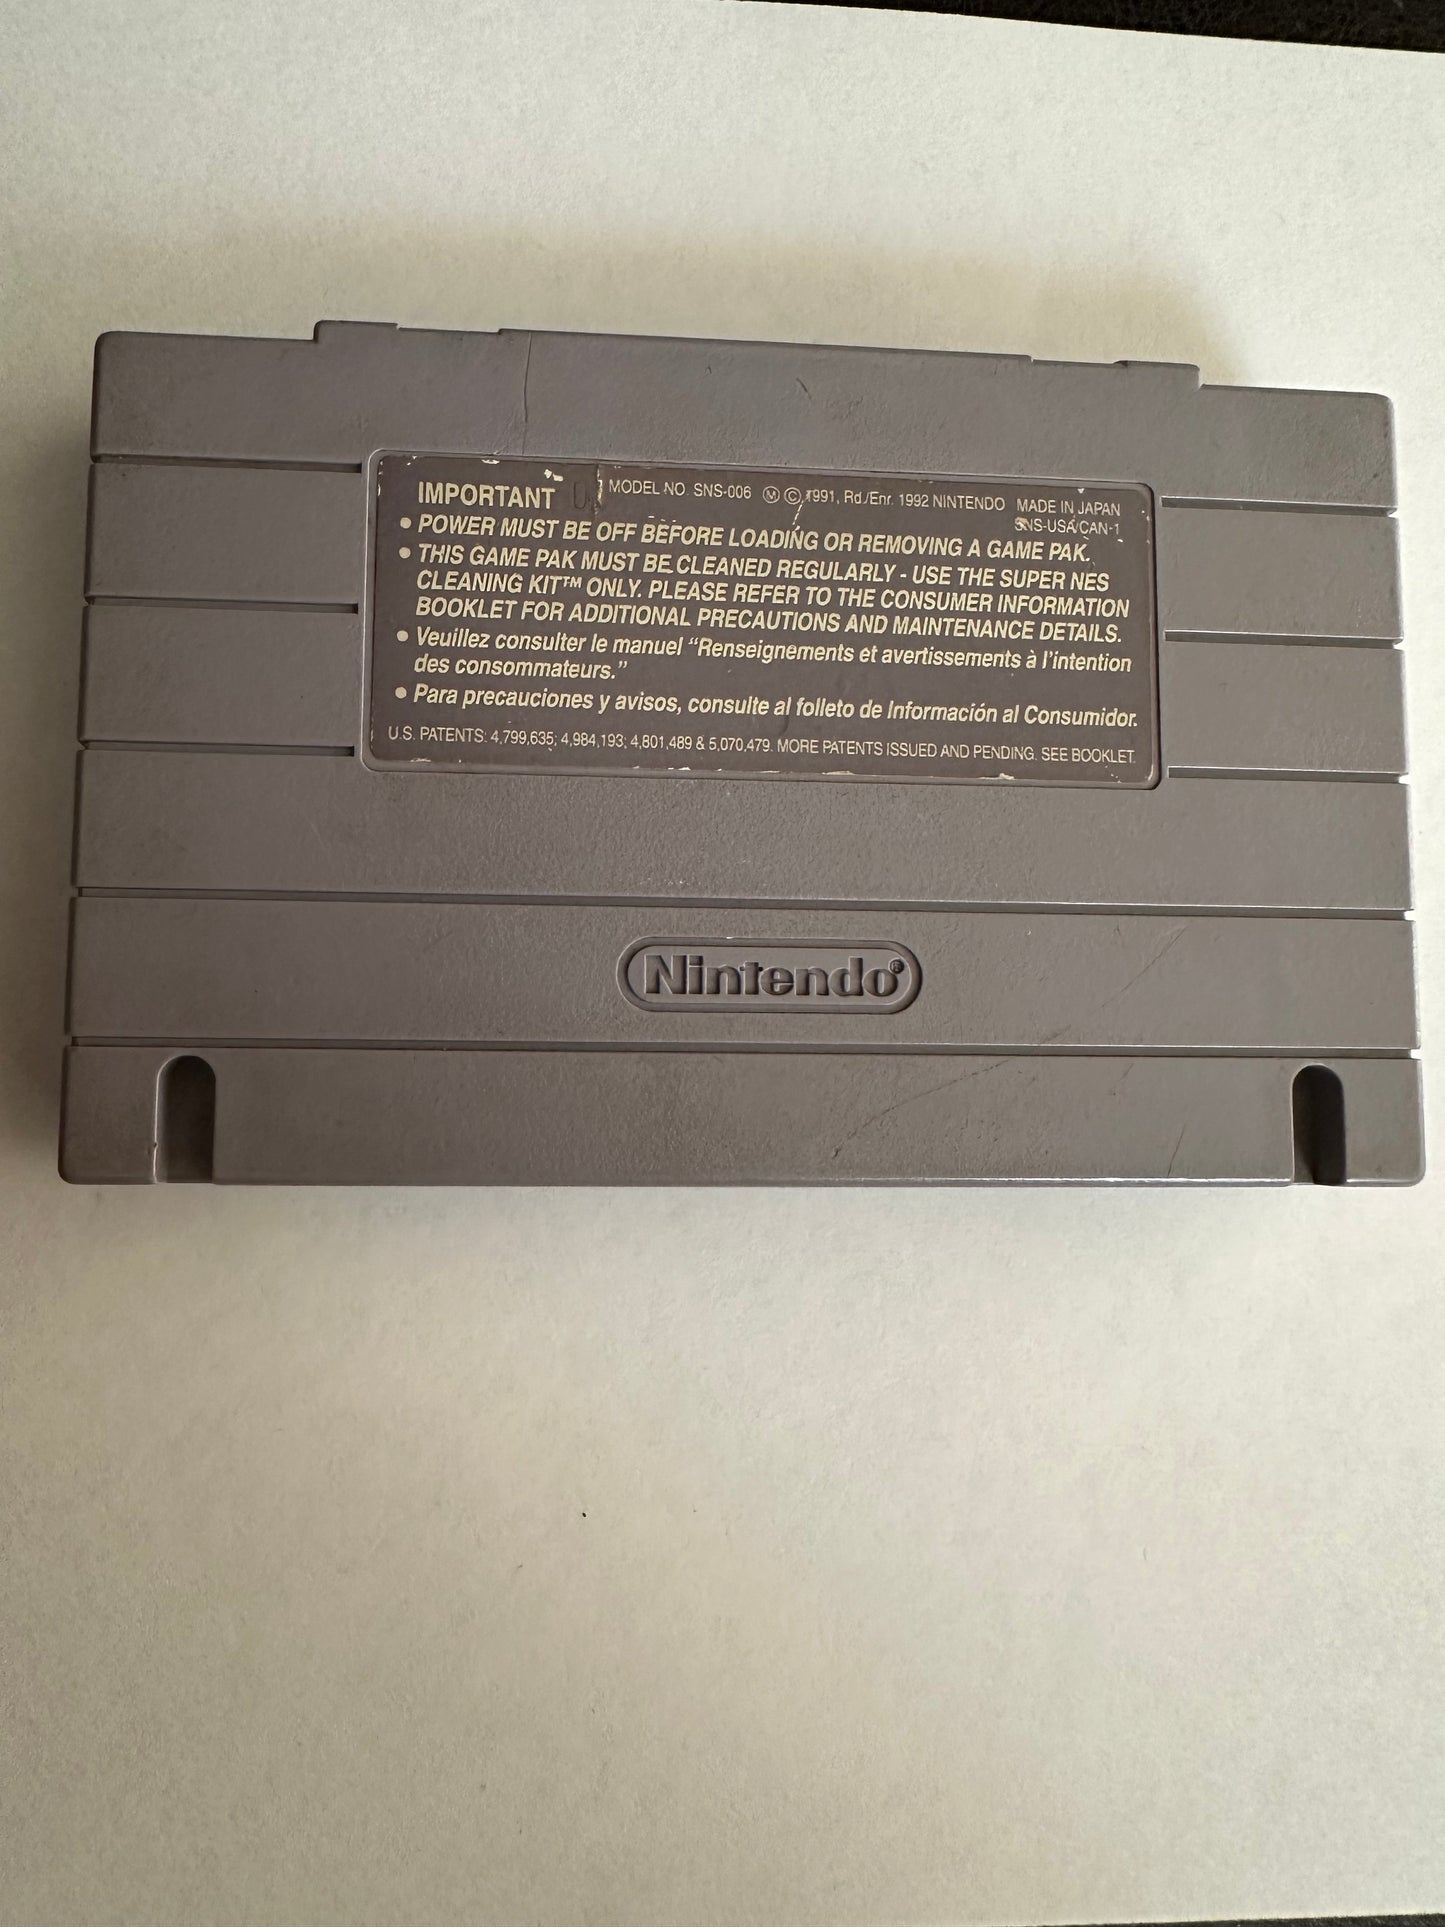 IMPORTANT MODEL NO. SNS-006 Ⓜ © 1991, Rd./Enr. 1992 NINTENDO MADE IN JAPAN
SNS-USA/CAN-1
• POWER MUST BE OFF BEFORE LOADING OR REMOVING A GAME PAK.
• THIS GAME PAK MUST BE CLEANED REGULARLY - USE THE SUPER NES
CLEANING KIT™ ONLY. PLEASE REFER TO THE CONSUMER INFORMATION
BOOKLET FOR ADDITIONAL PRECAUTIONS AND MAINTENANCE DETAILS.
• Veuillez consulter le manuel “Renseignements et avertissements à l'intention
des consommateurs.”
• Para precauciones y avisos, consulte al folleto de Información al Consumidor.
U.S. PATENTS: 4,799,635; 4,984,193; 4,801,489 & 5,070,479. MORE PATENTS ISSUED AND PENDING. SEE BOOKLET.
Nintendo®